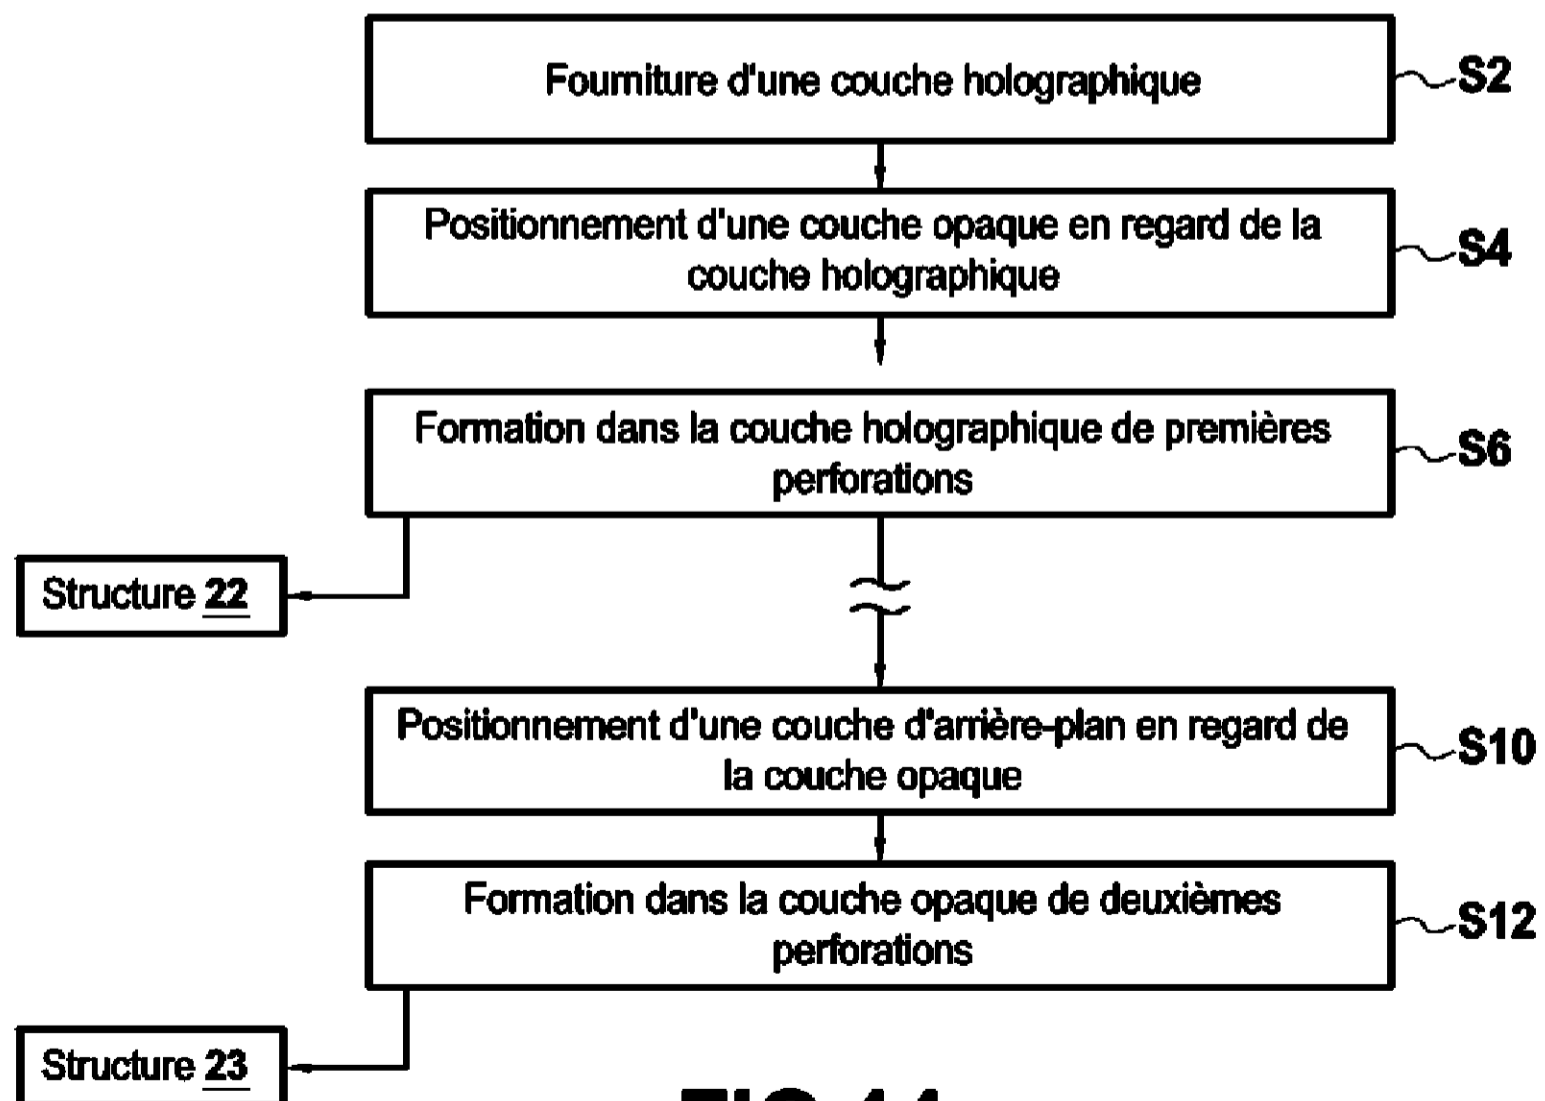 Fourniture d'une couche holographique
S2
Positionnement d'une couche opaque en regard de la
couche holographique
S4
Formation dans la couche holographique de premières
perforations
S6
Structure 22
Positionnement d'une couche d'arrière-plan en regard de
la couche opaque
S10
Formation dans la couche opaque de deuxièmes
perforations
S12
Structure 23